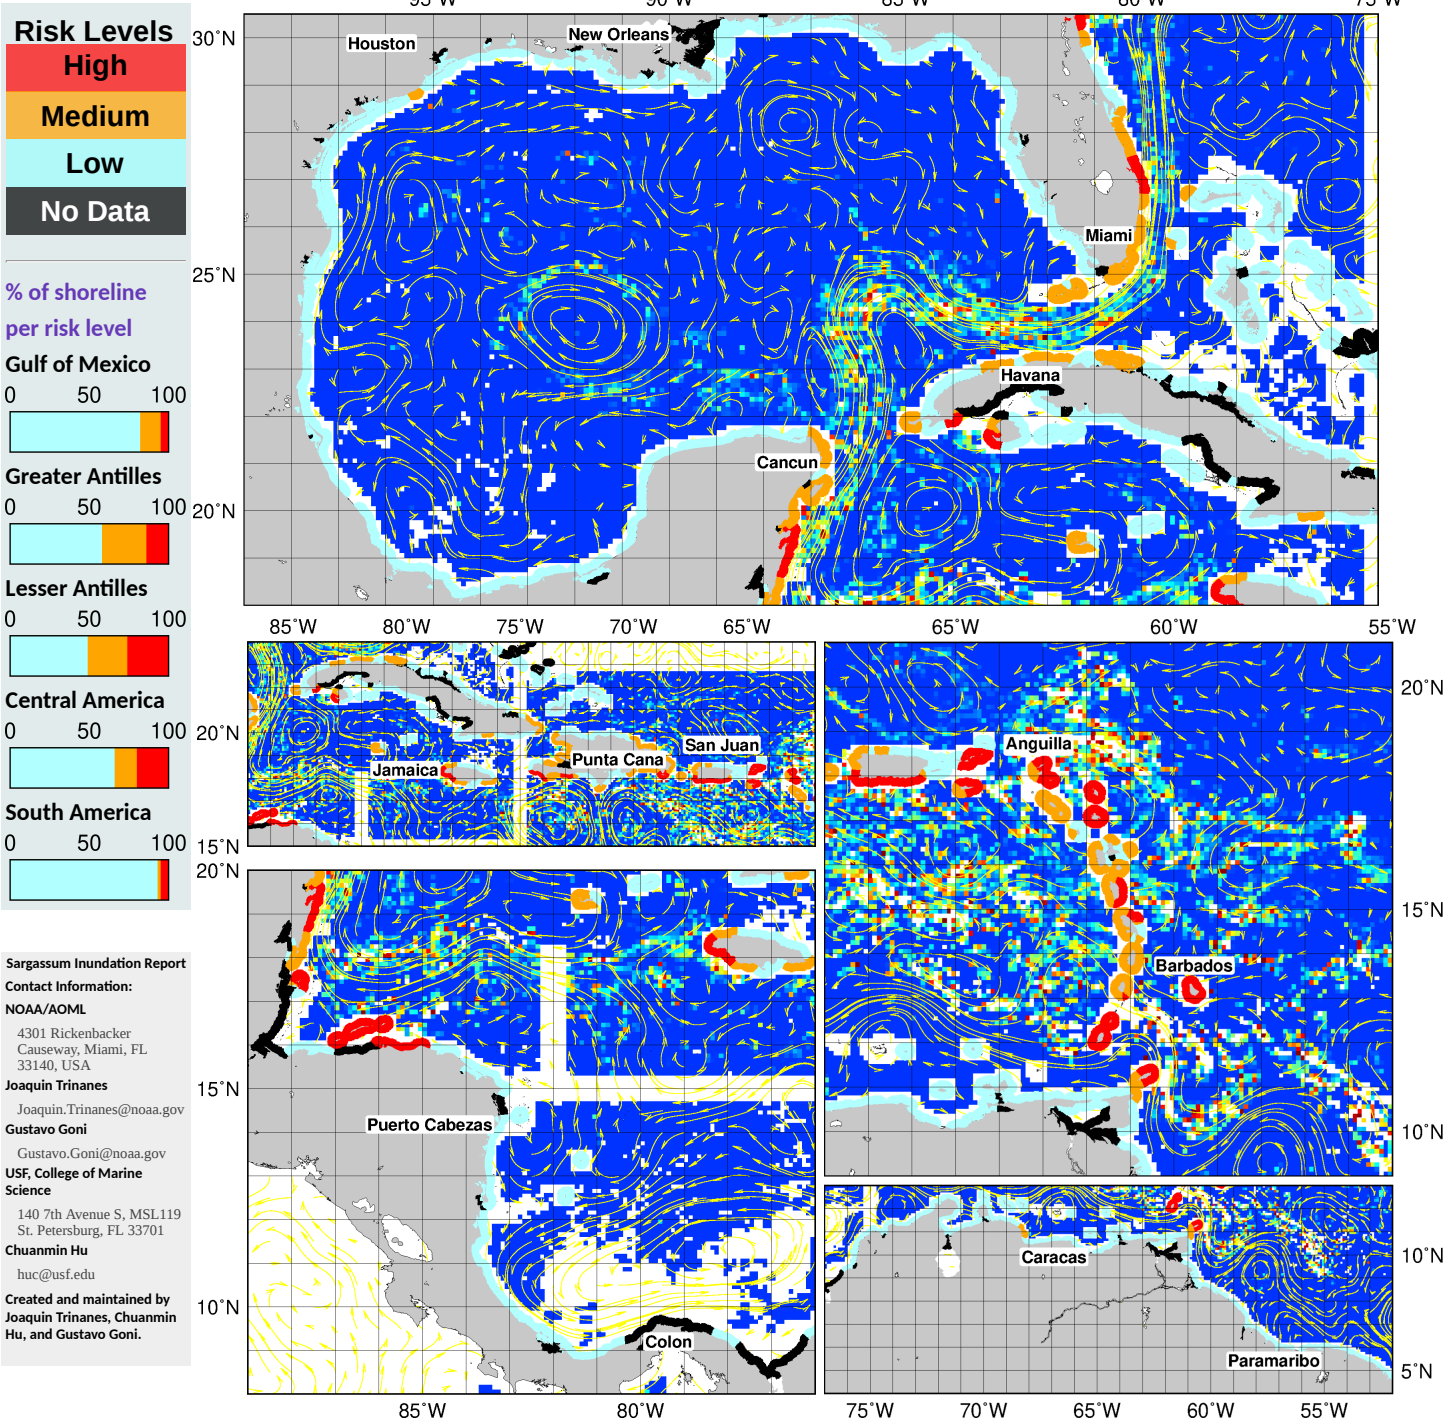 Risk Levels
High
Medium
Low
No Data
% of shoreline
per risk level
Gulf of Mexico
0 50 100
Greater Antilles
0 50 100
Lesser Antilles
0 50 100
Central America
0 50 100
South America
0 50 100
Sargassum Inundation Report
Contact Information:
NOAA/AOML
4301 Rickenbacker
Causeway, Miami, FL
33140, USA
Joaquin Trinanes
Joaquin.Trinanes@noaa.gov
Gustavo Goni
Gustavo.Goni@noaa.gov
USF, College of Marine
Science
140 7th Avenue S, MSL119
St. Petersburg, FL 33701
Chuanmin Hu
huc@usf.edu
Created and maintained by
Joaquin Trinanes, Chuanmin
Hu, and Gustavo Goni.
95°W 90°W 85°W 80°W 75°W
30°N
Houston
New Orleans
Miami
25°N
Havana
Cancun
20°N
85°W 80°W 75°W 70°W 65°W
20°N
San Juan
Punta Cana
Jamaica
15°N
65°W 60°W 55°W
20°N
Anguilla
15°N
Barbados
10°N
20°N
15°N
Puerto Cabezas
10°N
Colon
85°W 80°W
Caracas
10°N
Paramaribo
5°N
75°W 70°W 65°W 60°W 55°W